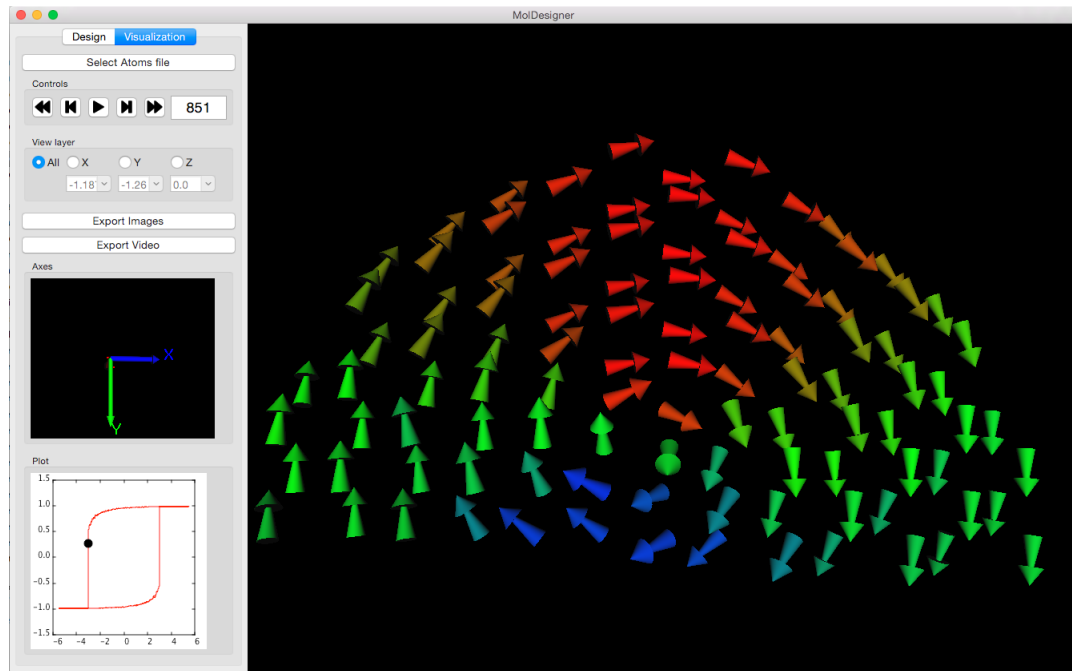 MolDesigner
Design Visualization
Select Atoms file
Controls
851
View layer
All X Y Z
-1.18 -1.26 0.0
Export Images
Export Video
Axes
X
Y
Plot
1.5
1.0
0.5
0.0
-0.5
-1.0
-1.5
-6 -4 -2 0 2 4 6